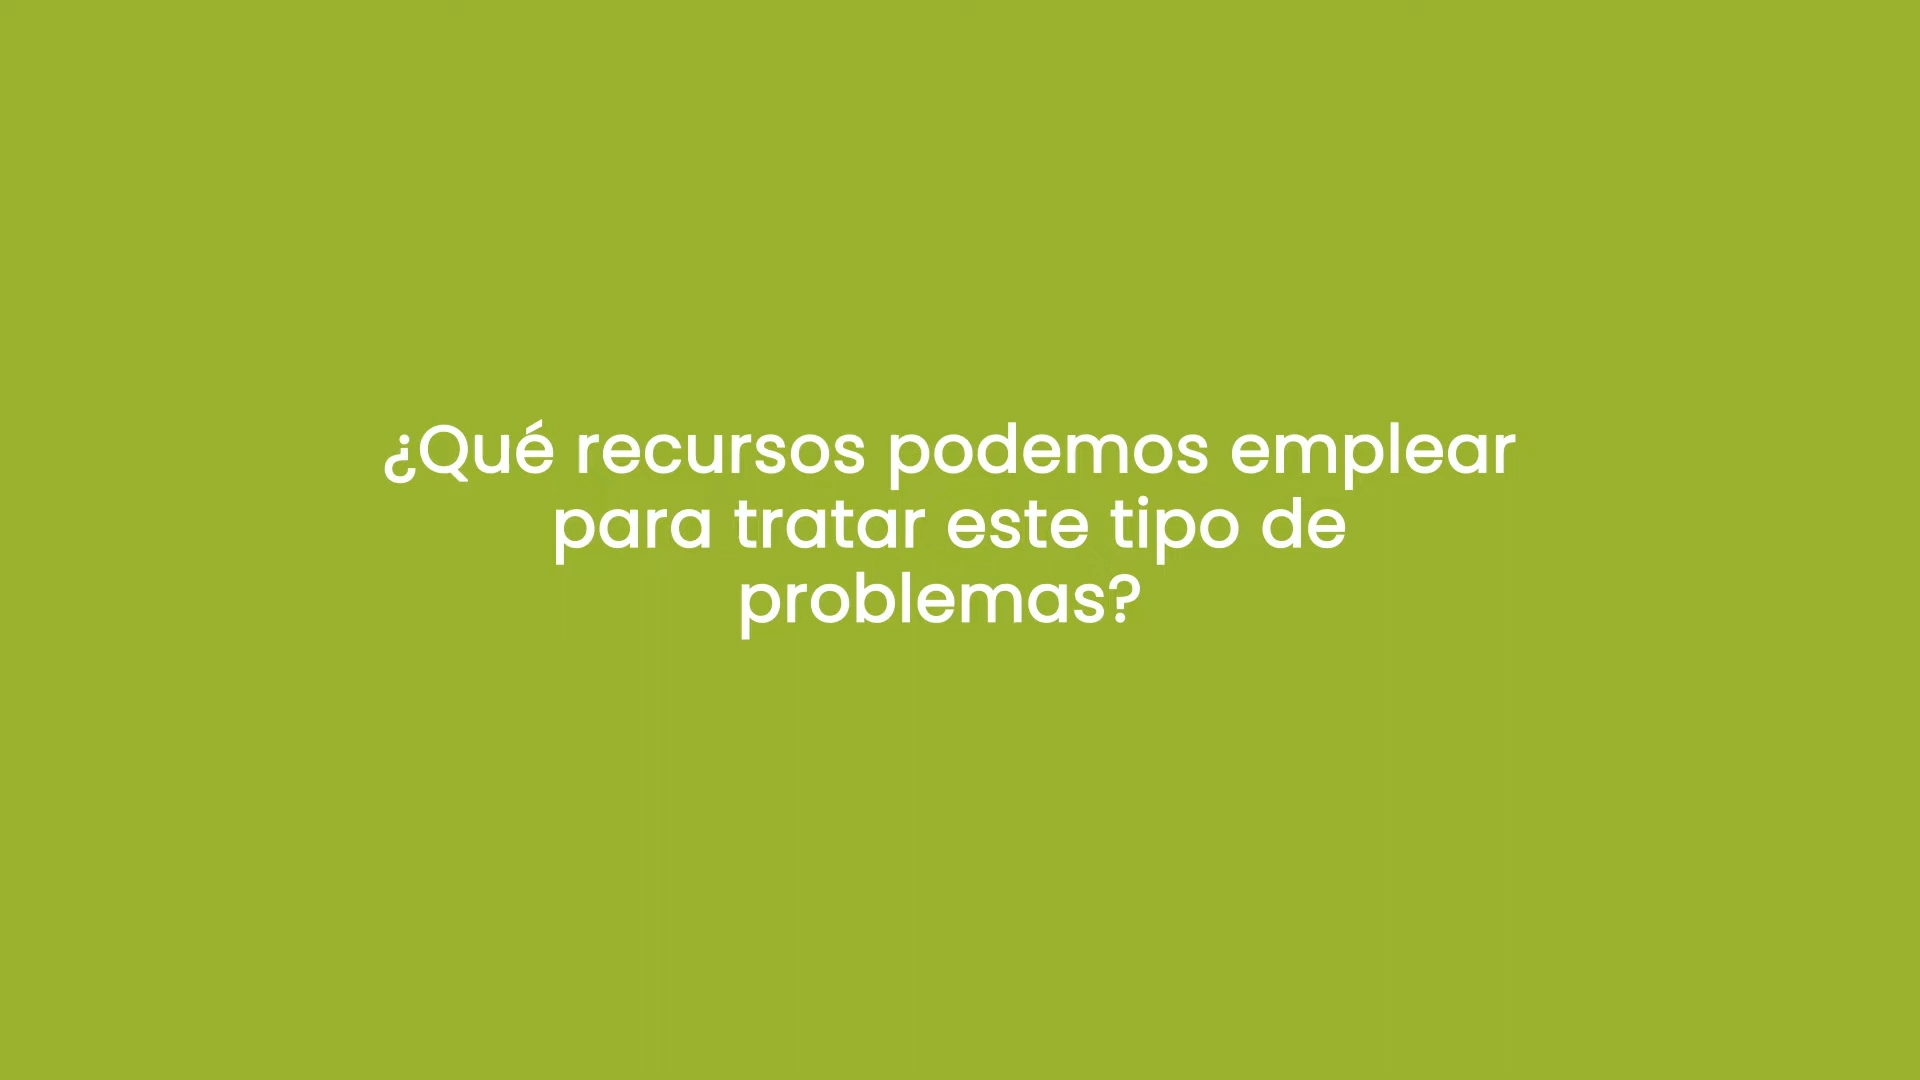 ¿Qué recursos podemos emplear
para tratar este tipo de
problemas?